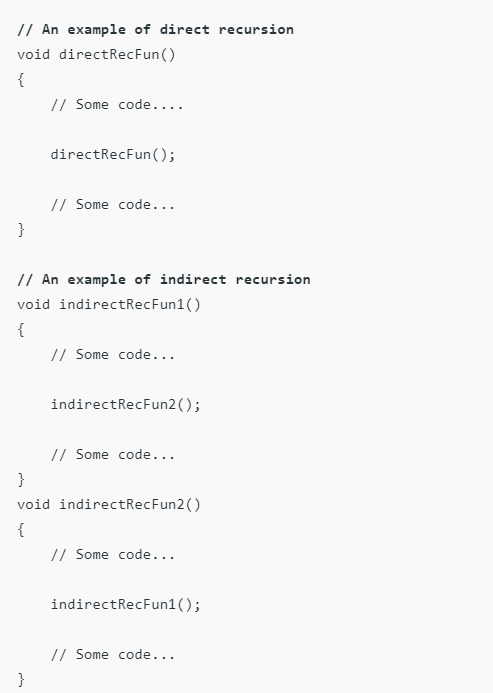 // An example of direct recursion
void directRecFun()
{
    // Some code....
    directRecFun();
    // Some code...
}
// An example of indirect recursion
void indirectRecFun1()
{
    // Some code...
    indirectRecFun2();
    // Some code...
}
void indirectRecFun2()
{
    // Some code...
    indirectRecFun1();
    // Some code...
}